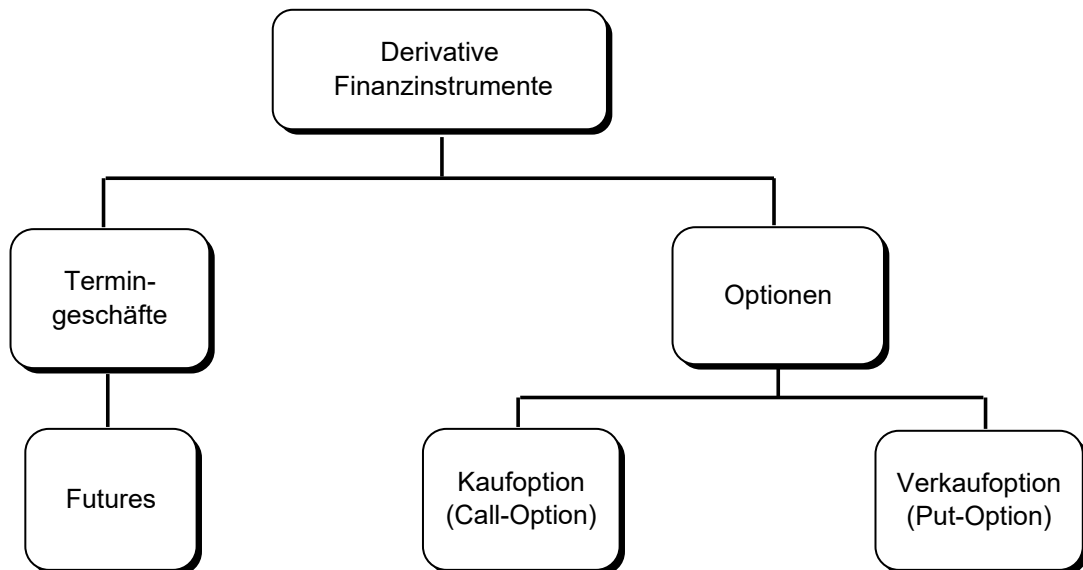 Derivative
Finanzinstrumente
Termin-
geschäfte
Optionen
Futures
Kaufoption
(Call-Option)
Verkaufoption
(Put-Option)